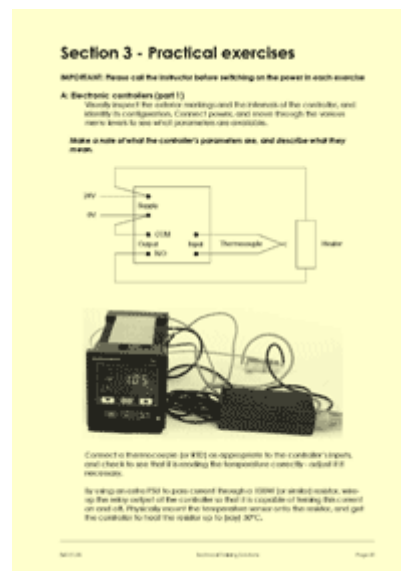 Section 3 - Practical exercises
IMPORTANT: Please call the instructor before switching on the power in each exercise
A: Electronic controllers (part 1)
Visually inspect the exterior markings and the internals of the controller, and
identify its configuration. Connect power, and move through the various
menu levels to see what parameters are available.
Make a note of what the controller's parameters are, and describe what they
mean.
24V
Supply
0V
COM
Output Input Thermocouple Heater
N/O
105
Connect a thermocouple (or RTD) as appropriate to the controller's inputs,
and check to see that it is reading the temperature correctly - adjust if
necessary.
By using an extra PSU to pass current through a 100W (or similar) resistor, wire-
up the relay output of the controller so that it is capable of turning this current
on and off. Physically mount the temperature sensor onto the resistor, and get
the controller to heat the resistor up to (say) 50°C.
Technical Training Solutions
Page